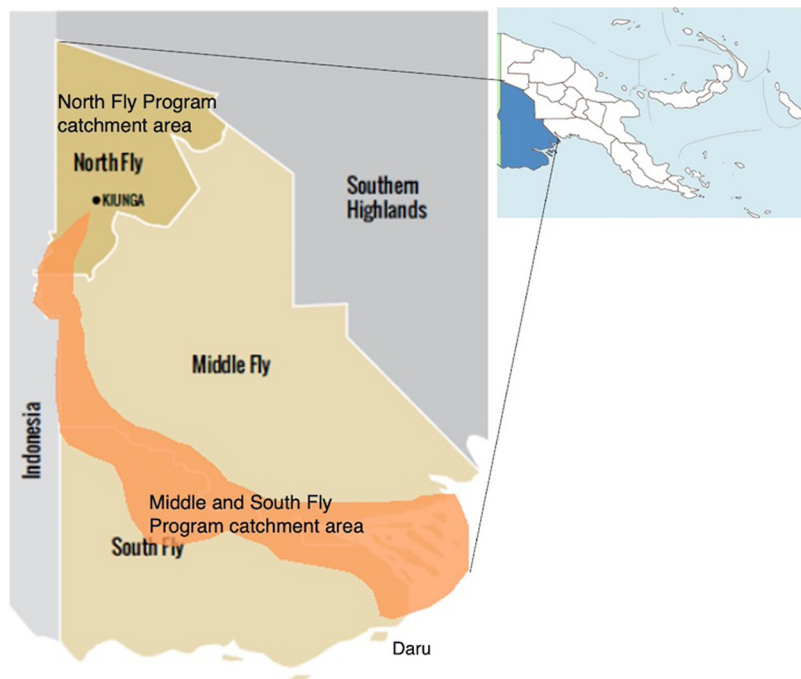 North Fly Program
catchment area
North Fly
KIUNGA
Southern
Highlands
Middle Fly
Indonesia
Middle and South Fly
Program catchment area
South Fly
Daru